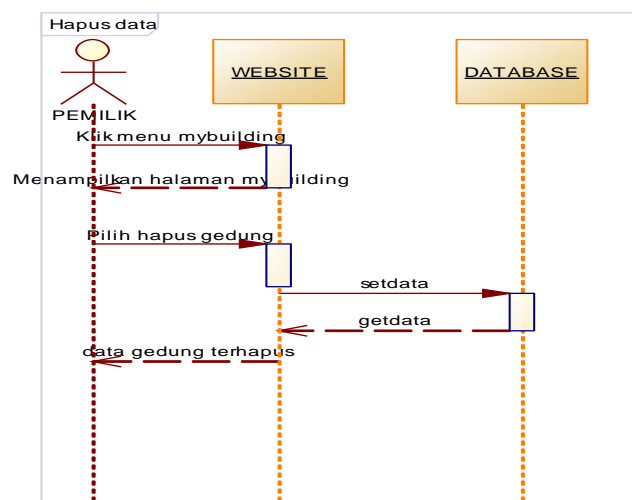 Hapus data
WEBSITE
DATABASE
PEMILIK
Klik menu mybuilding
Menampilkan halaman mybuilding
Pilih hapus gedung
setdata
getdata
data gedung terhapus